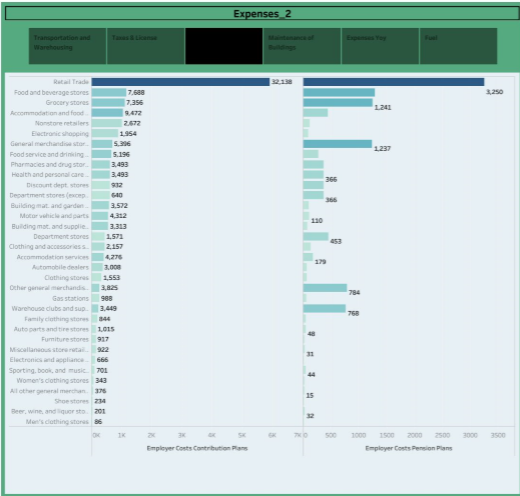 Expenses_2
Transportation and Warehousing
Taxes & License
Maintenance of Buildings
Expenses Yoy
Fuel
Retail Trade 32,138
Food and beverage stores 7,688 3,250
Grocery stores 7,356 1,241
Accommodation and food .. 9,472
Nonstore retailers 2,672
Electronic shopping 1,954
General merchandise stor.. 5,396 1,237
Food service and drinking.. 5,196
Pharmacies and drug stor.. 3,493
Health and personal care .. 3,493 366
Discount dept. stores 932
Department stores (excep.. 640 366
Building mat. and garden .. 3,572
Motor vehicle and parts 4,312 110
Building mat. and supplie.. 3,313
Department stores 1,571 453
Clothing and accessories s.. 2,157
Accommodation services 4,276 179
Automobile dealers 3,008
Clothing stores 1,553
Other general merchandis.. 3,825 784
Gas stations 988
Warehouse clubs and sup.. 3,449 768
Family clothing stores 844
Auto parts and tire stores 1,015 48
Furniture stores 917
Miscellaneous store retail.. 922 31
Electronics and appliance .. 666
Sporting, book, and music.. 701 44
Women's clothing stores 343
All other general merchan.. 376 15
Shoe stores 234
Beer, wine, and liquor sto.. 201 32
Men's clothing stores 86
0K 1K 2K 3K 4K 5K 6K 7K 0 500 1000 1500 2000 2500 3000 3500
Employer Costs Contribution Plans Employer Costs Pension Plans